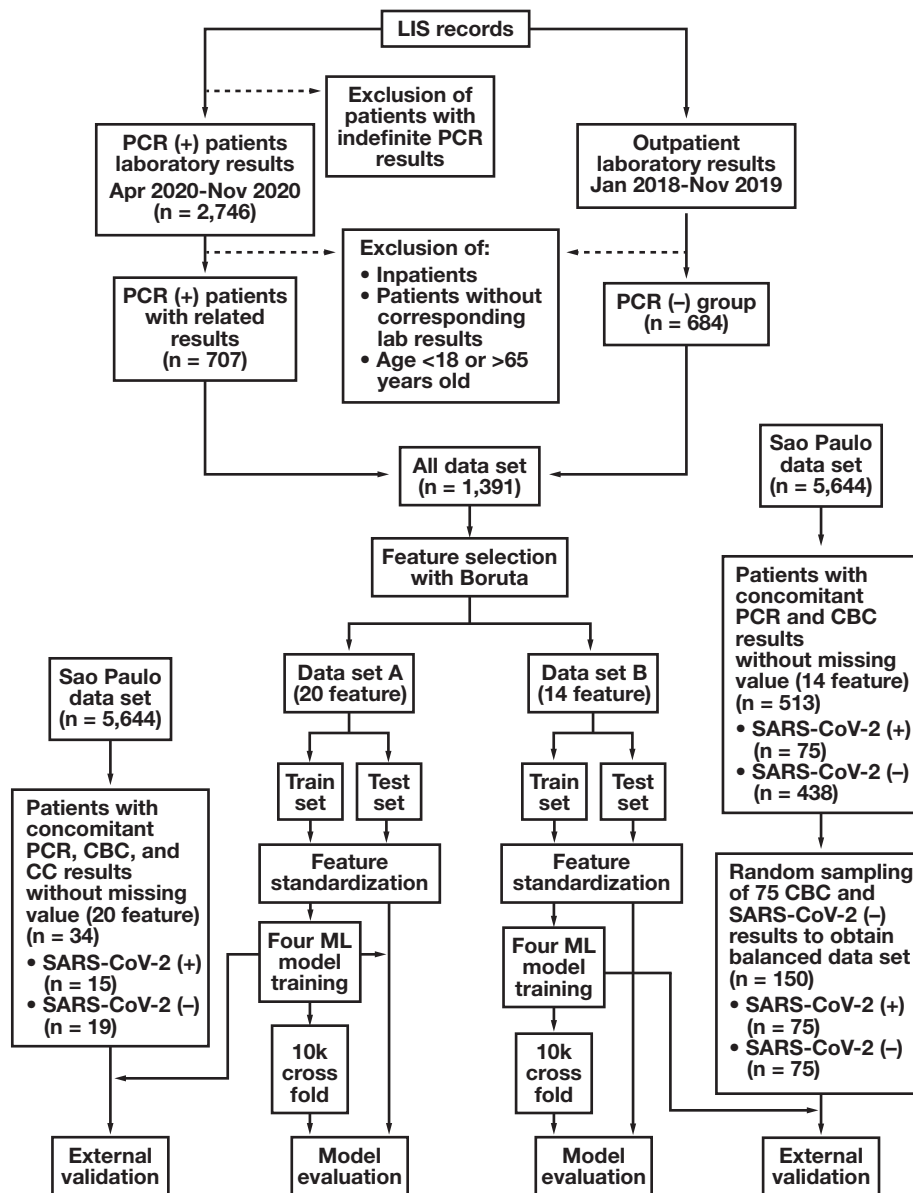 LIS records
Exclusion of
patients with
indefinite PCR
results
PCR (+) patients
laboratory results
Apr 2020-Nov 2020
(n = 2,746)
Outpatient
laboratory results
Jan 2018-Nov 2019
Exclusion of:
• Inpatients
• Patients without
corresponding
lab results
• Age <18 or >65
years old
PCR (+) patients
with related
results
(n = 707)
PCR (–) group
(n = 684)
All data set
(n = 1,391)
Feature selection
with Boruta
Data set A
(20 feature)
Data set B
(14 feature)
Sao Paulo
data set
(n = 5,644)
Patients with
concomitant
PCR, CBC, and
CC results
without missing
value (20 feature)
(n = 34)
• SARS-CoV-2 (+)
(n = 15)
• SARS-CoV-2 (–)
(n = 19)
External
validation
Train
set
Test
set
Feature
standardization
Four ML
model
training
10k
cross
fold
Model
evaluation
Train
set
Test
set
Feature
standardization
Four ML
model
training
10k
cross
fold
Model
evaluation
Sao Paulo
data set
(n = 5,644)
Patients with
concomitant
PCR and CBC
results
without missing
value (14 feature)
(n = 513)
• SARS-CoV-2 (+)
(n = 75)
• SARS-CoV-2 (–)
(n = 438)
Random sampling
of 75 CBC and
SARS-CoV-2 (–)
results to obtain
balanced data set
(n = 150)
• SARS-CoV-2 (+)
(n = 75)
• SARS-CoV-2 (–)
(n = 75)
External
validation